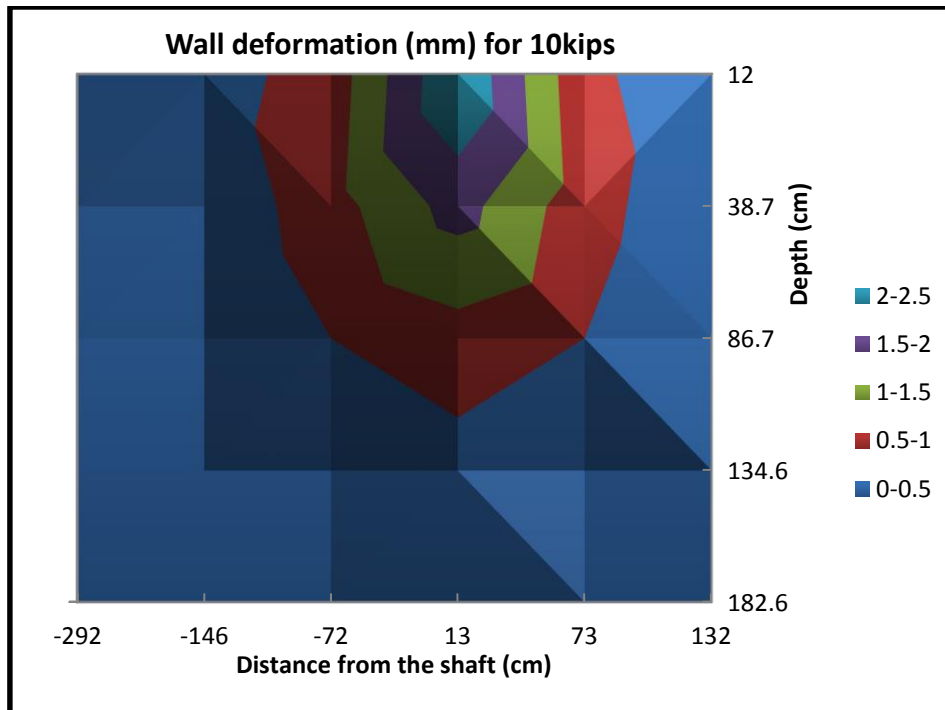 Wall deformation (mm) for 10kips
12
38.7
86.7
134.6
182.6
Depth (cm)
2-2.5
1.5-2
1-1.5
0.5-1
0-0.5
-292 -146 -72 13 73 132
Distance from the shaft (cm)